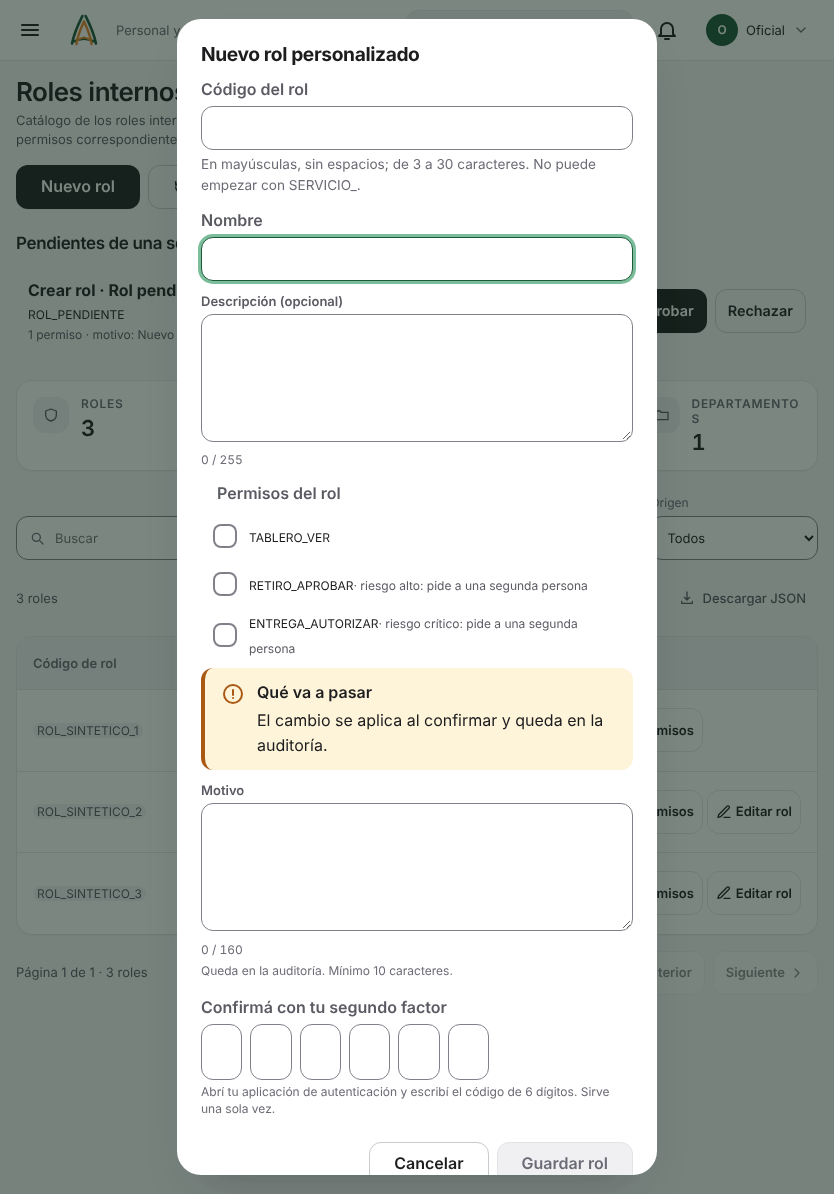 Personal y
O
Oficial
Roles internos
Catálogo de los roles inter
permisos correspondiente
Nuevo rol
Pendientes de una s
Crear rol · Rol pend
ROL_PENDIENTE
1 permiso · motivo: Nuevo
robar
Rechazar
ROLES
3
DEPARTAMENTO
S
1
Origen
Buscar
Todos
3 roles
Descargar JSON
Código de rol
ROL_SINTETICO_1
misos
ROL_SINTETICO_2
misos
Editar rol
ROL_SINTETICO_3
misos
Editar rol
Página 1 de 1 · 3 roles
terior
Siguiente
Nuevo rol personalizado
Código del rol
En mayúsculas, sin espacios; de 3 a 30 caracteres. No puede
empezar con SERVICIO_.
Nombre
Descripción (opcional)
0 / 255
Permisos del rol
TABLERO_VER
RETIRO_APROBAR· riesgo alto: pide a una segunda persona
ENTREGA_AUTORIZAR· riesgo crítico: pide a una segunda
persona
Qué va a pasar
El cambio se aplica al confirmar y queda en la
auditoría.
Motivo
0 / 160
Queda en la auditoría. Mínimo 10 caracteres.
Confirmá con tu segundo factor
Abrí tu aplicación de autenticación y escribí el código de 6 dígitos. Sirve
una sola vez.
Cancelar
Guardar rol